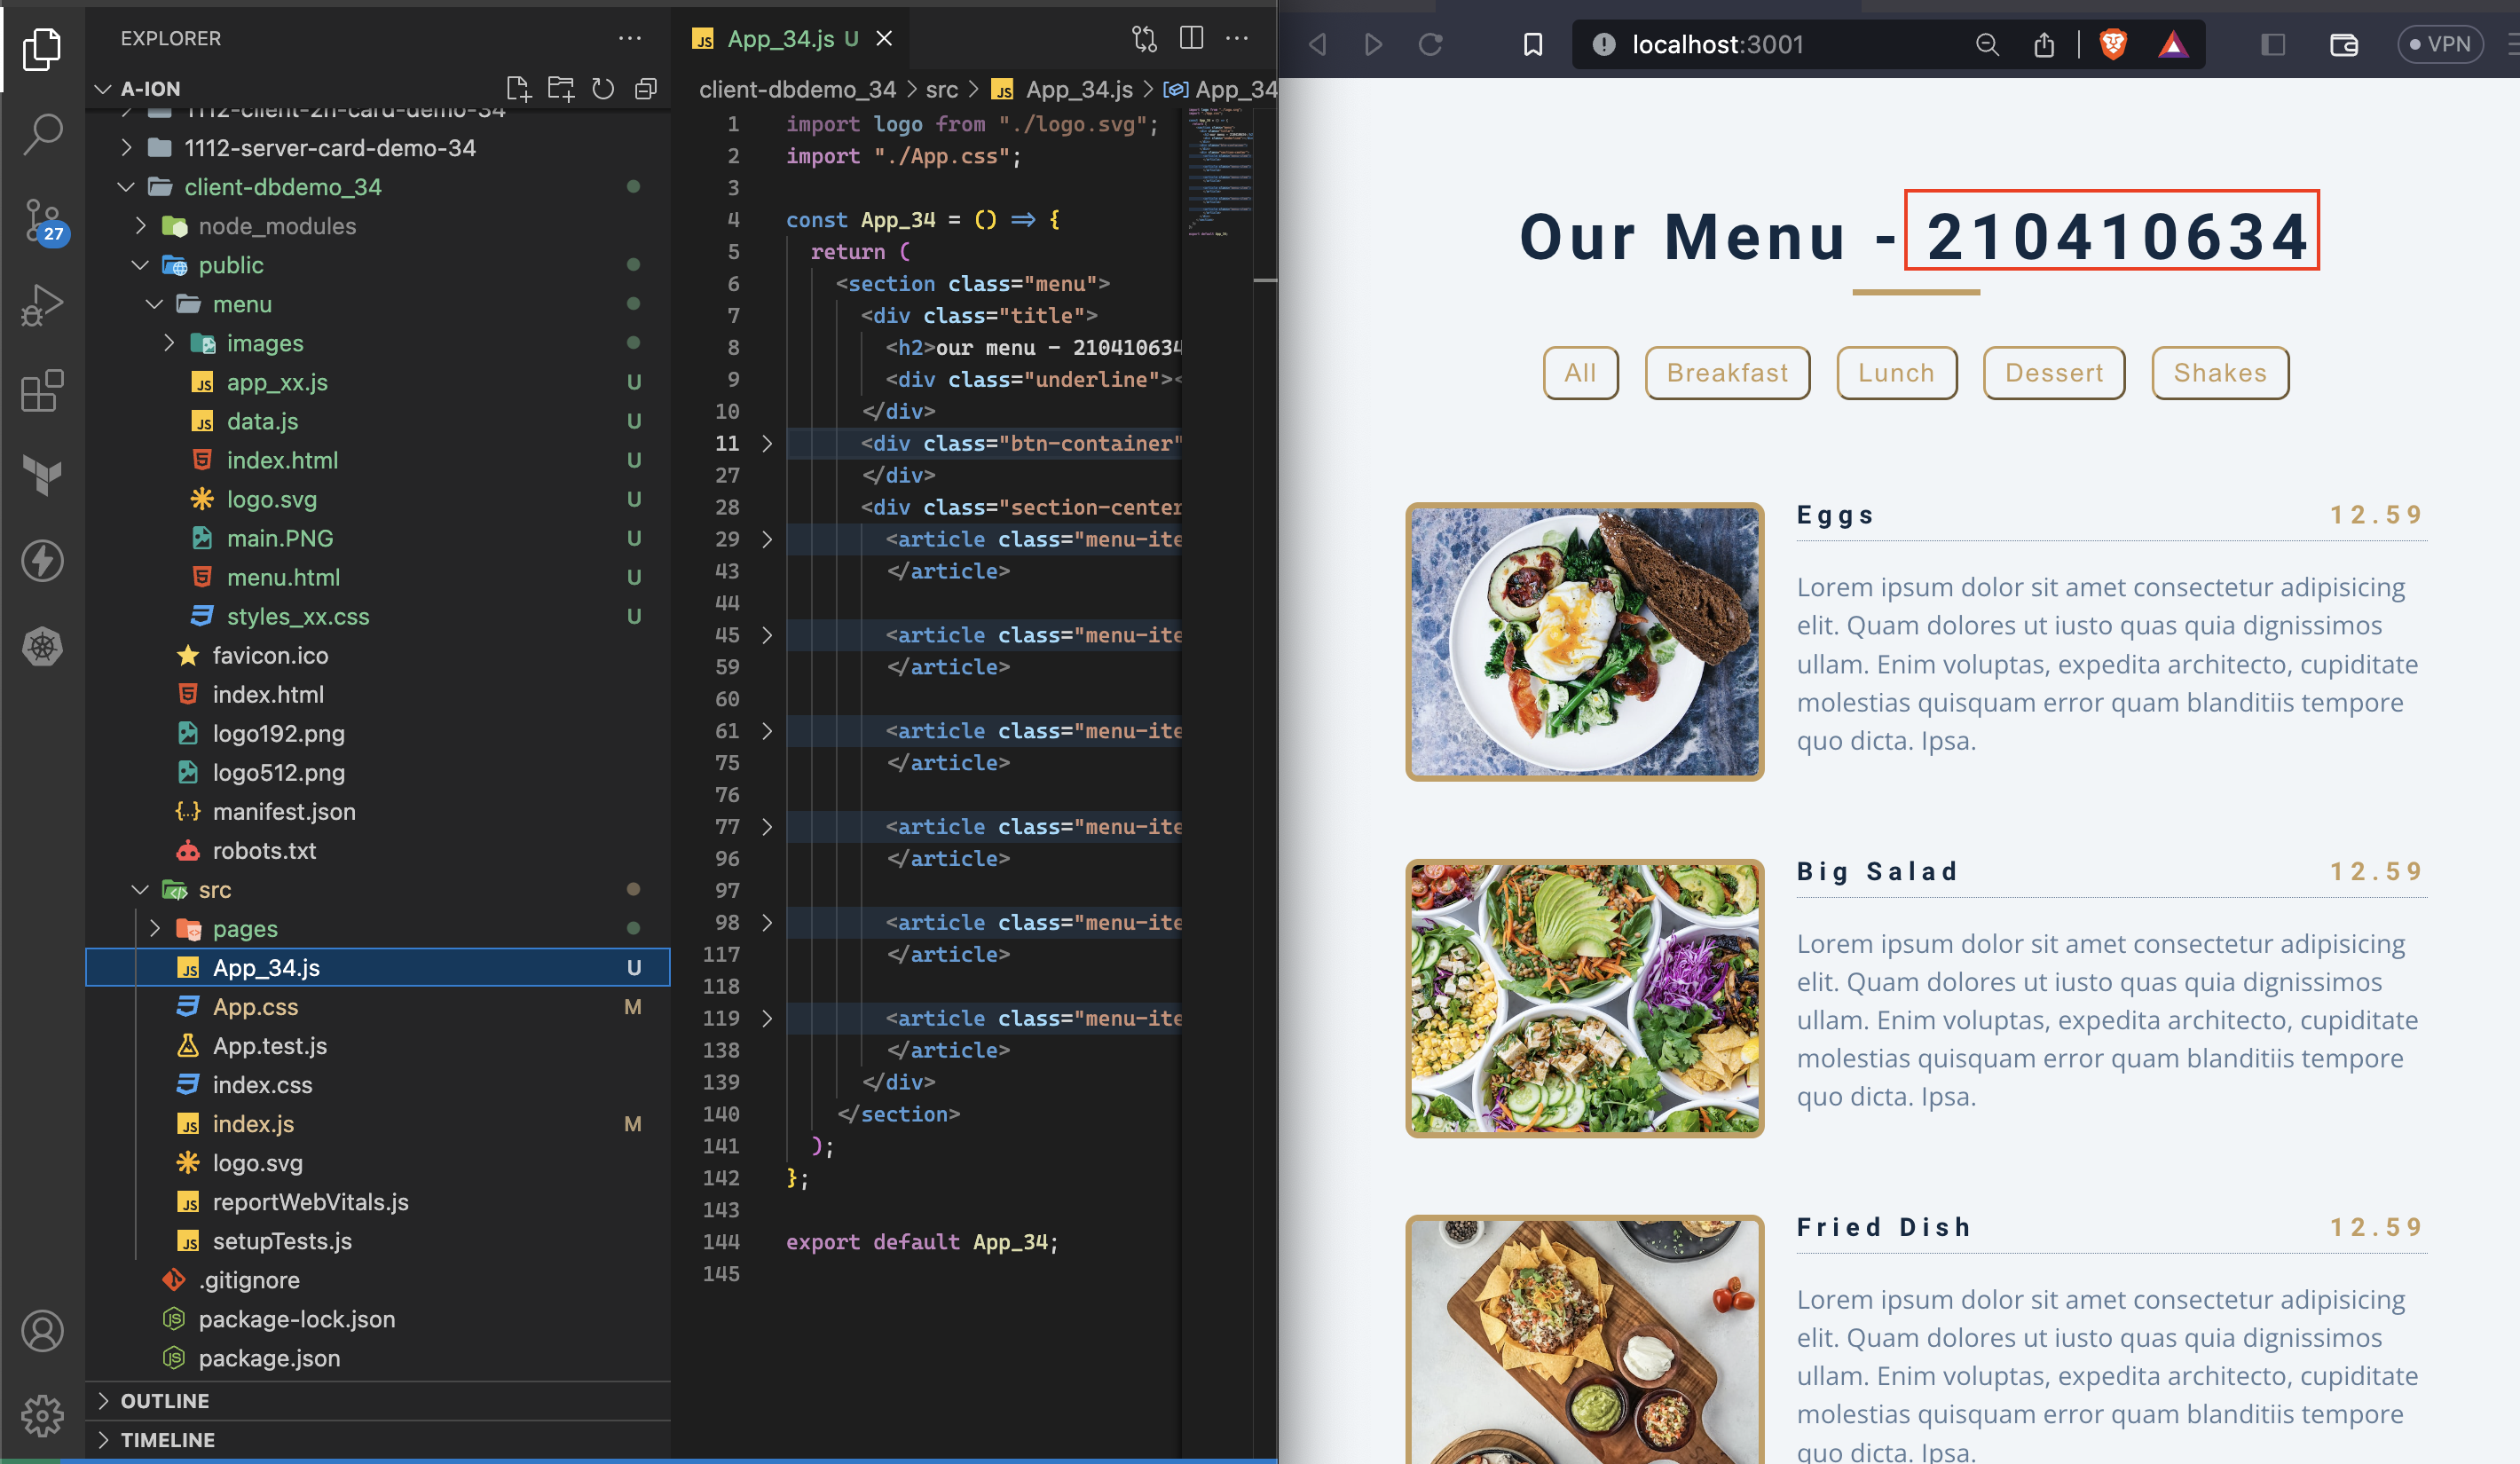 EXPLORER
A-ION
1112-client-2h-card-demo-34
1112-server-card-demo-34
client-dbdemo_34
node_modules
public
menu
images
app_xx.js U
data.js U
index.html U
logo.svg U
main.PNG U
menu.html U
styles_xx.css U
favicon.ico
index.html
logo192.png
logo512.png
manifest.json
robots.txt
src
pages
App_34.js U
App.css M
App.test.js
index.css
index.js M
logo.svg
reportWebVitals.js
setupTests.js
.gitignore
package-lock.json
package.json
OUTLINE
TIMELINE
27
App_34.js U
client-dbdemo_34 > src > App_34.js > App_34
1 import logo from "./logo.svg";
2 import "./App.css";
3
4 const App_34 = () => {
5 return (
6 <section class="menu">
7 <div class="title">
8 <h2>our menu - 210410634
9 <div class="underline"><
10 </div>
11 <div class="btn-container"
27 </div>
28 <div class="section-center
29 <article class="menu-ite
43 </article>
44
45 <article class="menu-ite
59 </article>
60
61 <article class="menu-ite
75 </article>
76
77 <article class="menu-ite
96 </article>
97
98 <article class="menu-ite
117 </article>
118
119 <article class="menu-ite
138 </article>
139 </div>
140 </section>
141 );
142 };
143
144 export default App_34;
145
localhost:3001
VPN
Our Menu - 210410634
All Breakfast Lunch Dessert Shakes
Eggs 12.59
Lorem ipsum dolor sit amet consectetur adipisicing
elit. Quam dolores ut iusto quas quia dignissimos
ullam. Enim voluptas, expedita architecto, cupiditate
molestias quisquam error quam blanditiis tempore
quo dicta. Ipsa.
Big Salad 12.59
Lorem ipsum dolor sit amet consectetur adipisicing
elit. Quam dolores ut iusto quas quia dignissimos
ullam. Enim voluptas, expedita architecto, cupiditate
molestias quisquam error quam blanditiis tempore
quo dicta. Ipsa.
Fried Dish 12.59
Lorem ipsum dolor sit amet consectetur adipisicing
elit. Quam dolores ut iusto quas quia dignissimos
ullam. Enim voluptas, expedita architecto, cupiditate
molestias quisquam error quam blanditiis tempore
quo dicta. Ipsa.